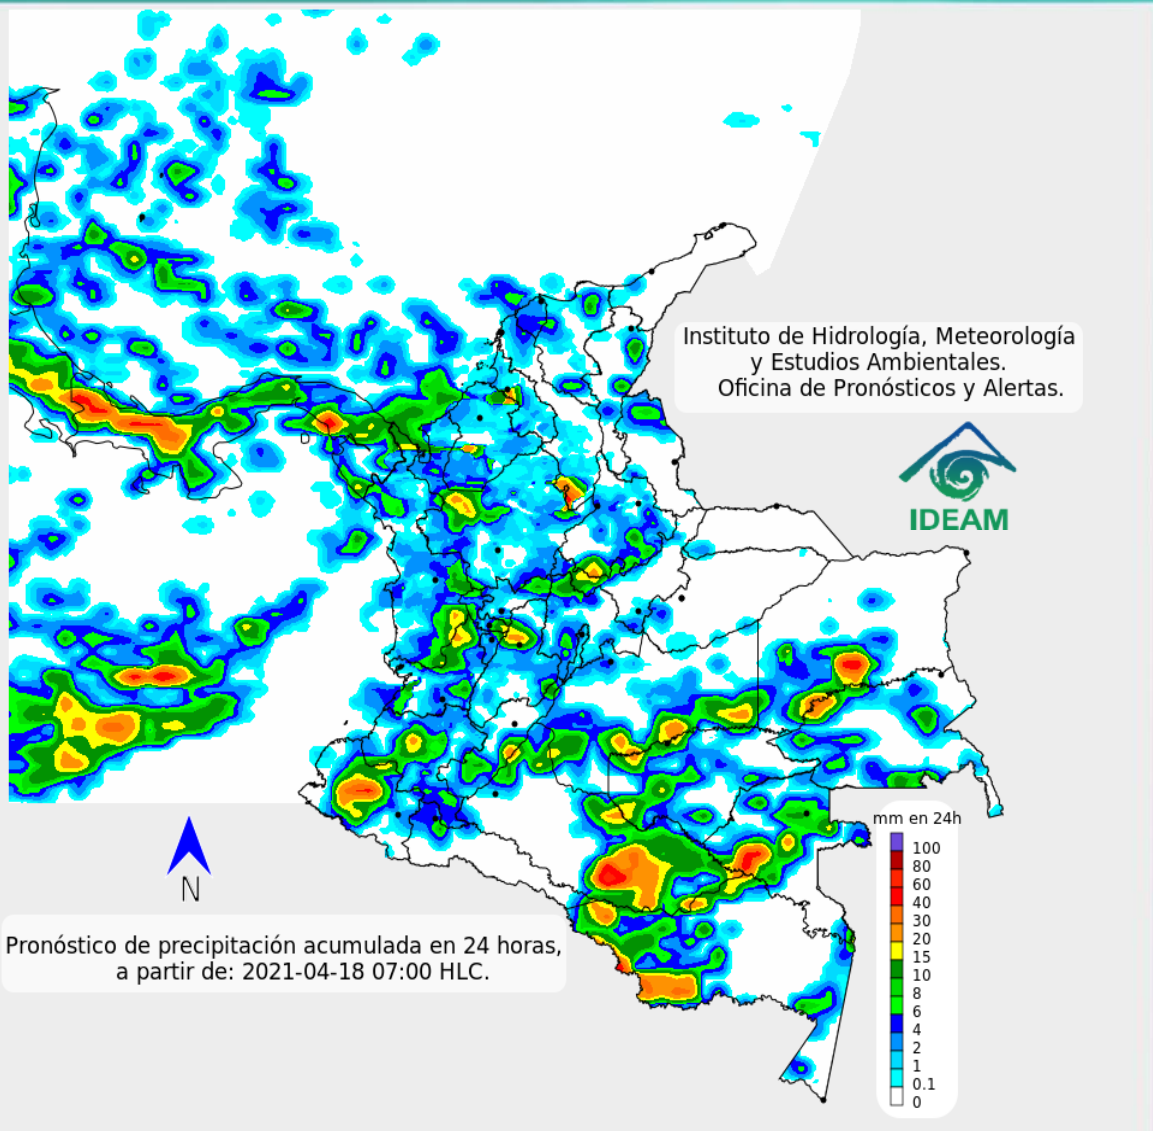 Instituto de Hidrología, Meteorología
y Estudios Ambientales.
Oficina de Pronósticos y Alertas.
IDEAM
mm en 24h
100
80
60
40
30
20
15
10
8
6
4
2
1
0.1
0
N
Pronóstico de precipitación acumulada en 24 horas,
a partir de: 2021-04-18 07:00 HLC.